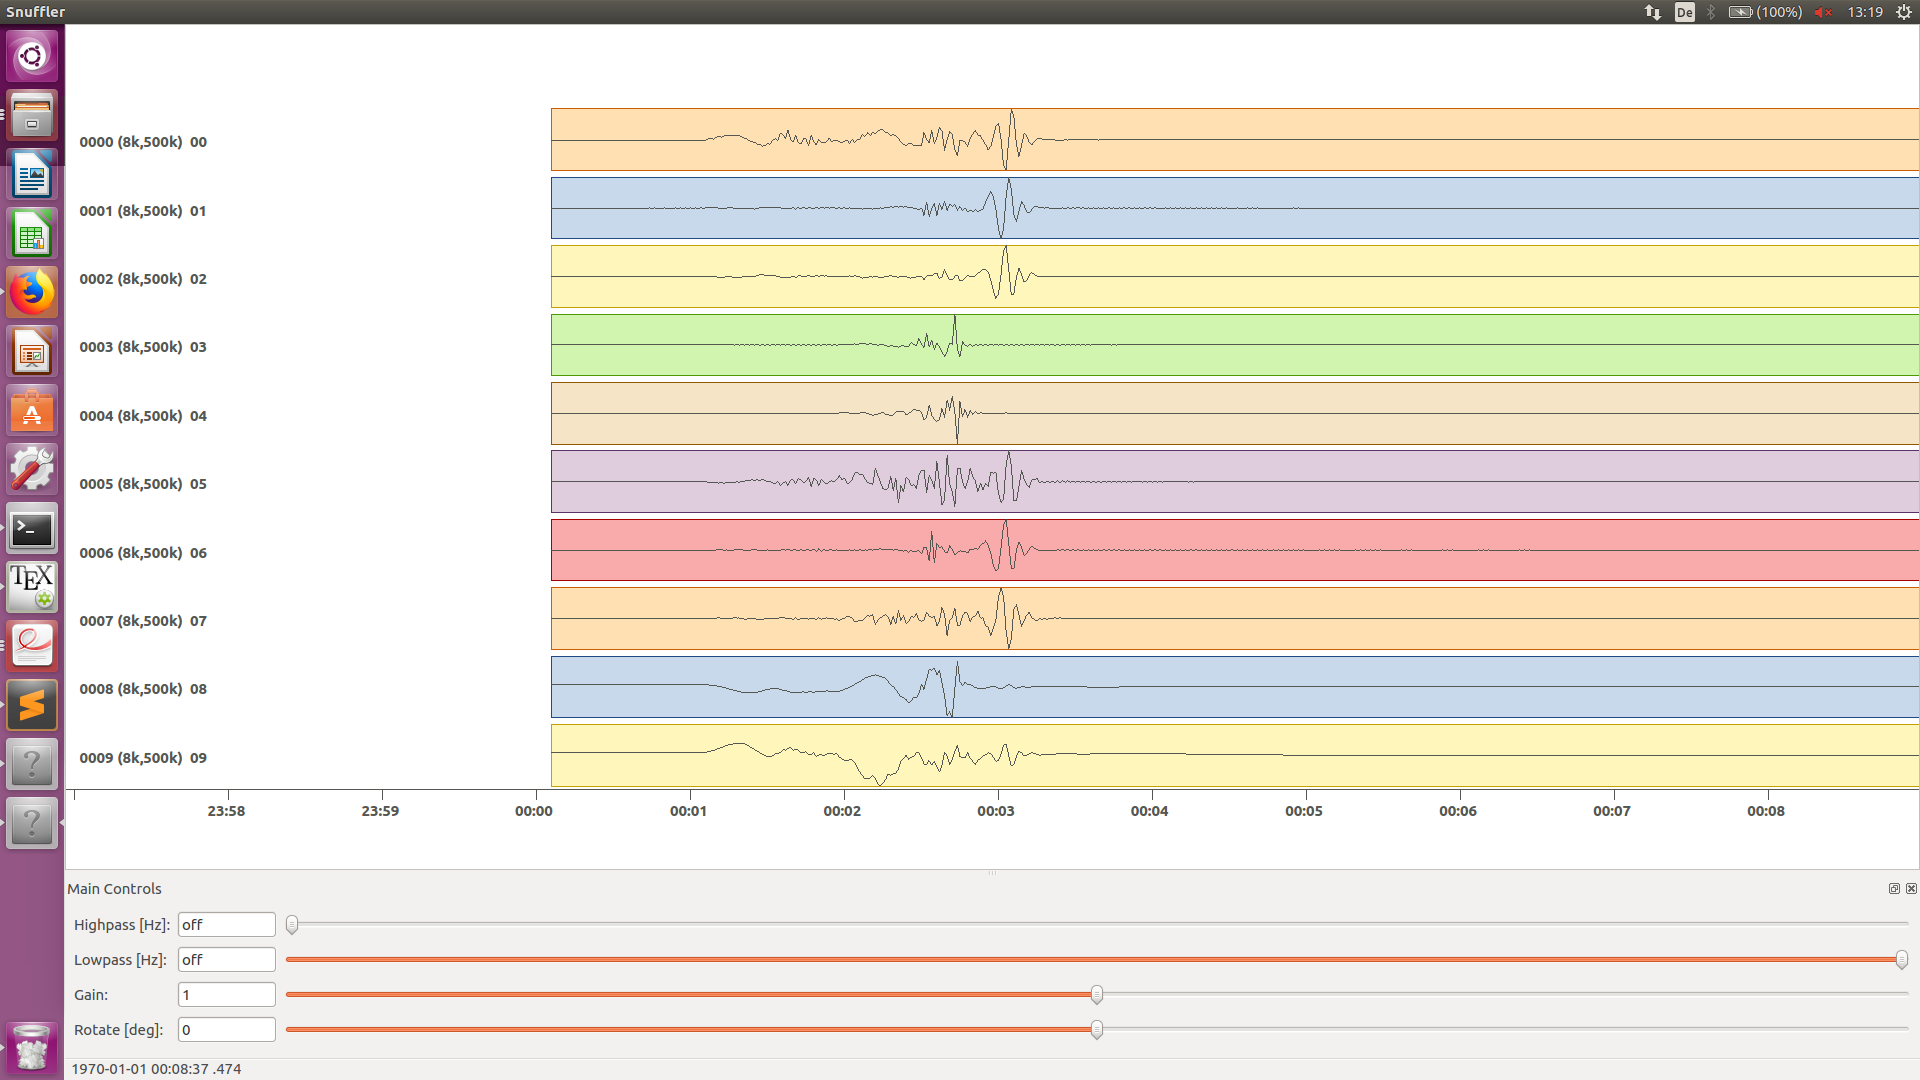 Snuffler
De (100%) 13:19
0000 (8k,500k) 00
0001 (8k,500k) 01
0002 (8k,500k) 02
0003 (8k,500k) 03
0004 (8k,500k) 04
0005 (8k,500k) 05
0006 (8k,500k) 06
0007 (8k,500k) 07
0008 (8k,500k) 08
0009 (8k,500k) 09
23:58 23:59 00:00 00:01 00:02 00:03 00:04 00:05 00:06 00:07 00:08
Main Controls
Highpass [Hz]: off
Lowpass [Hz]: off
Gain: 1
Rotate [deg]: 0
1970-01-01 00:08:37 .474
A
>_
TEX
?
?